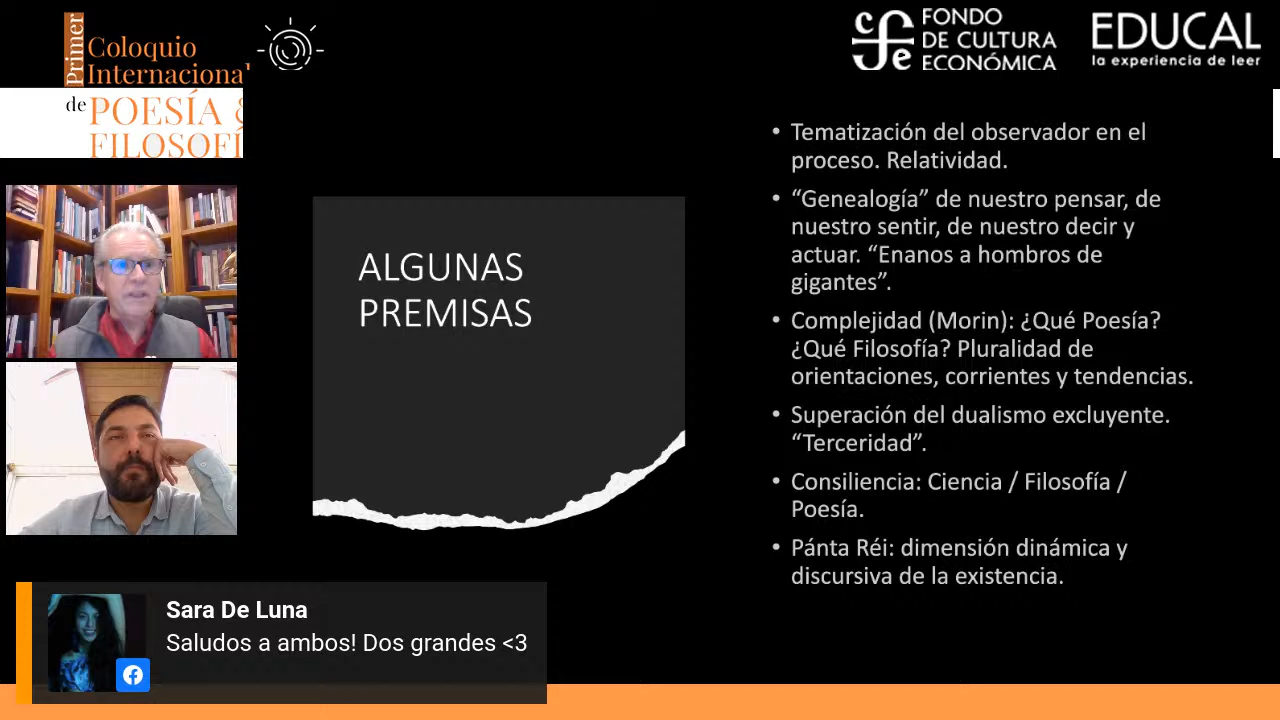 Primer
Coloquio
Internacional
de POESÍA &
FILOSOFÍ
FONDO
DE CULTURA
ECONÓMICA
EDUCAL
la experiencia de leer
ALGUNAS
PREMISAS
• Tematización del observador en el
proceso. Relatividad.
• “Genealogía” de nuestro pensar, de
nuestro sentir, de nuestro decir y
actuar. “Enanos a hombros de
gigantes”.
• Complejidad (Morin): ¿Qué Poesía?
¿Qué Filosofía? Pluralidad de
orientaciones, corrientes y tendencias.
• Superación del dualismo excluyente.
“Terceridad”.
• Consiliencia: Ciencia / Filosofía /
Poesía.
• Pánta Réi: dimensión dinámica y
discursiva de la existencia.
Sara De Luna
Saludos a ambos! Dos grandes <3